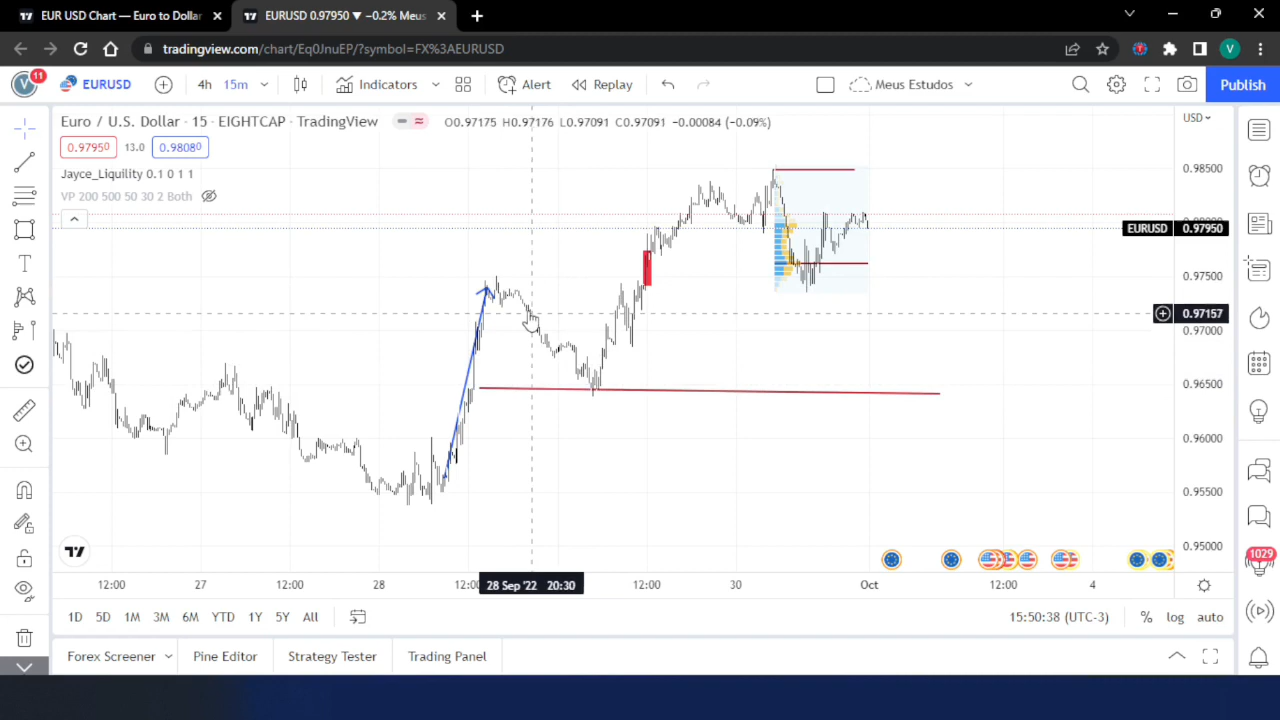 EUR USD Chart — Euro to Dollar
EURUSD 0.97950 ▼ −0.2% Meus
tradingview.com/chart/Eq0JnuEP/?symbol=FX%3AEURUSD
V
V
11
EURUSD
4h
15m
Indicators
Alert
Replay
Meus Estudos
Publish
Euro / U.S. Dollar · 15 · EIGHTCAP · TradingView
O0.97175 H0.97176 L0.97091 C0.97091 −0.00084 (−0.09%)
USD
0.97950
13.0
0.98080
Jayce_Liquility 0.1 0 1 1
VP 200 500 50 30 2 Both
0.98500
EURUSD
0.97950
0.97500
0.97157
0.97000
0.96500
0.96000
0.95500
0.95000
1029
12:00
27
12:00
28
12:00
28 Sep '22 20:30
12:00
30
Oct
12:00
4
1D
5D
1M
3M
6M
YTD
1Y
5Y
All
15:50:38 (UTC-3)
%
log
auto
Forex Screener
Pine Editor
Strategy Tester
Trading Panel